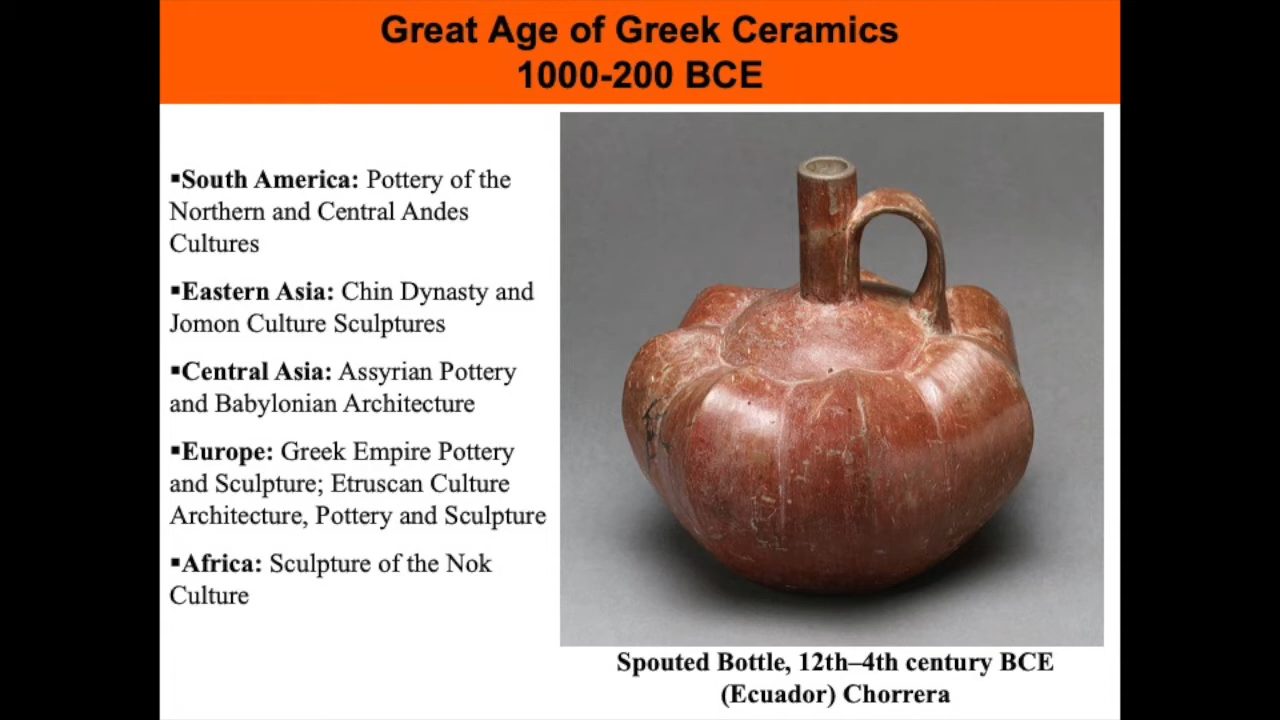 Great Age of Greek Ceramics
1000-200 BCE
▪South America: Pottery of the
Northern and Central Andes
Cultures
▪Eastern Asia: Chin Dynasty and
Jomon Culture Sculptures
▪Central Asia: Assyrian Pottery
and Babylonian Architecture
▪Europe: Greek Empire Pottery
and Sculpture; Etruscan Culture
Architecture, Pottery and Sculpture
▪Africa: Sculpture of the Nok
Culture
Spouted Bottle, 12th–4th century BCE
(Ecuador) Chorrera